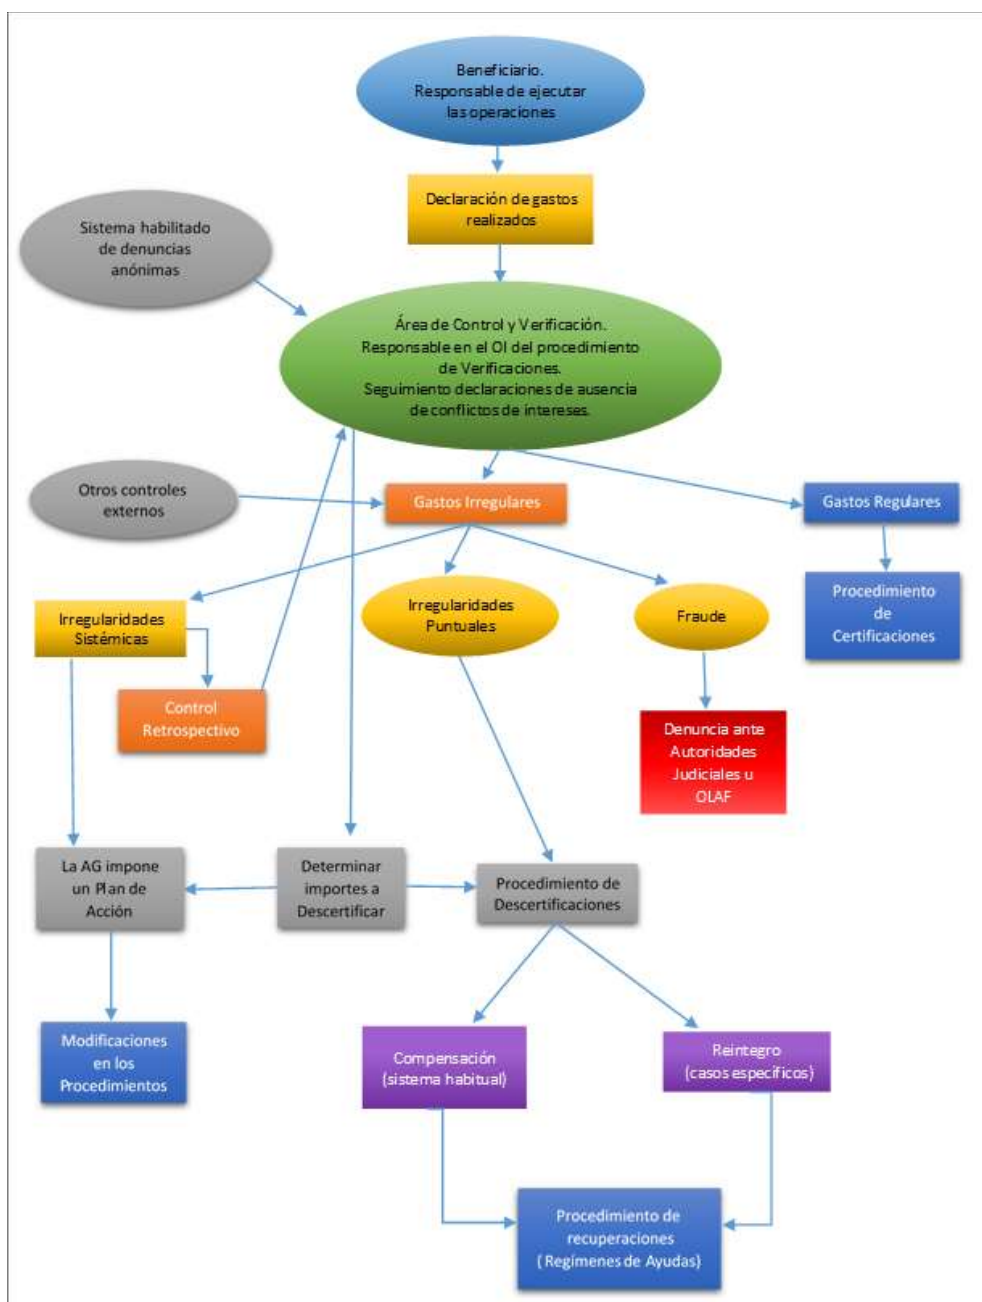 Beneficiario.
Responsable de ejecutar
las operaciones
Declaración de gastos
realizados
Sistema habilitado
de denuncias
anónimas
Área de Control y Verificación.
Responsable en el OI del procedimiento
de Verificaciones.
Seguimiento declaraciones de ausencia
de conflictos de intereses.
Otros controles
externos
Gastos Irregulares
Gastos Regulares
Irregularidades
Sistémicas
Irregularidades
Puntuales
Fraude
Procedimiento
de
Certificaciones
Control
Retrospectivo
Denuncia ante
Autoridades
Judiciales u
OLAF
La AG impone
un Plan de
Acción
Determinar
importes a
Descertificar
Procedimiento de
Descertificaciones
Modificaciones
en los
Procedimientos
Compensación
(sistema habitual)
Reintegro
(casos específicos)
Procedimiento de
recuperaciones
(Regímenes de Ayudas)